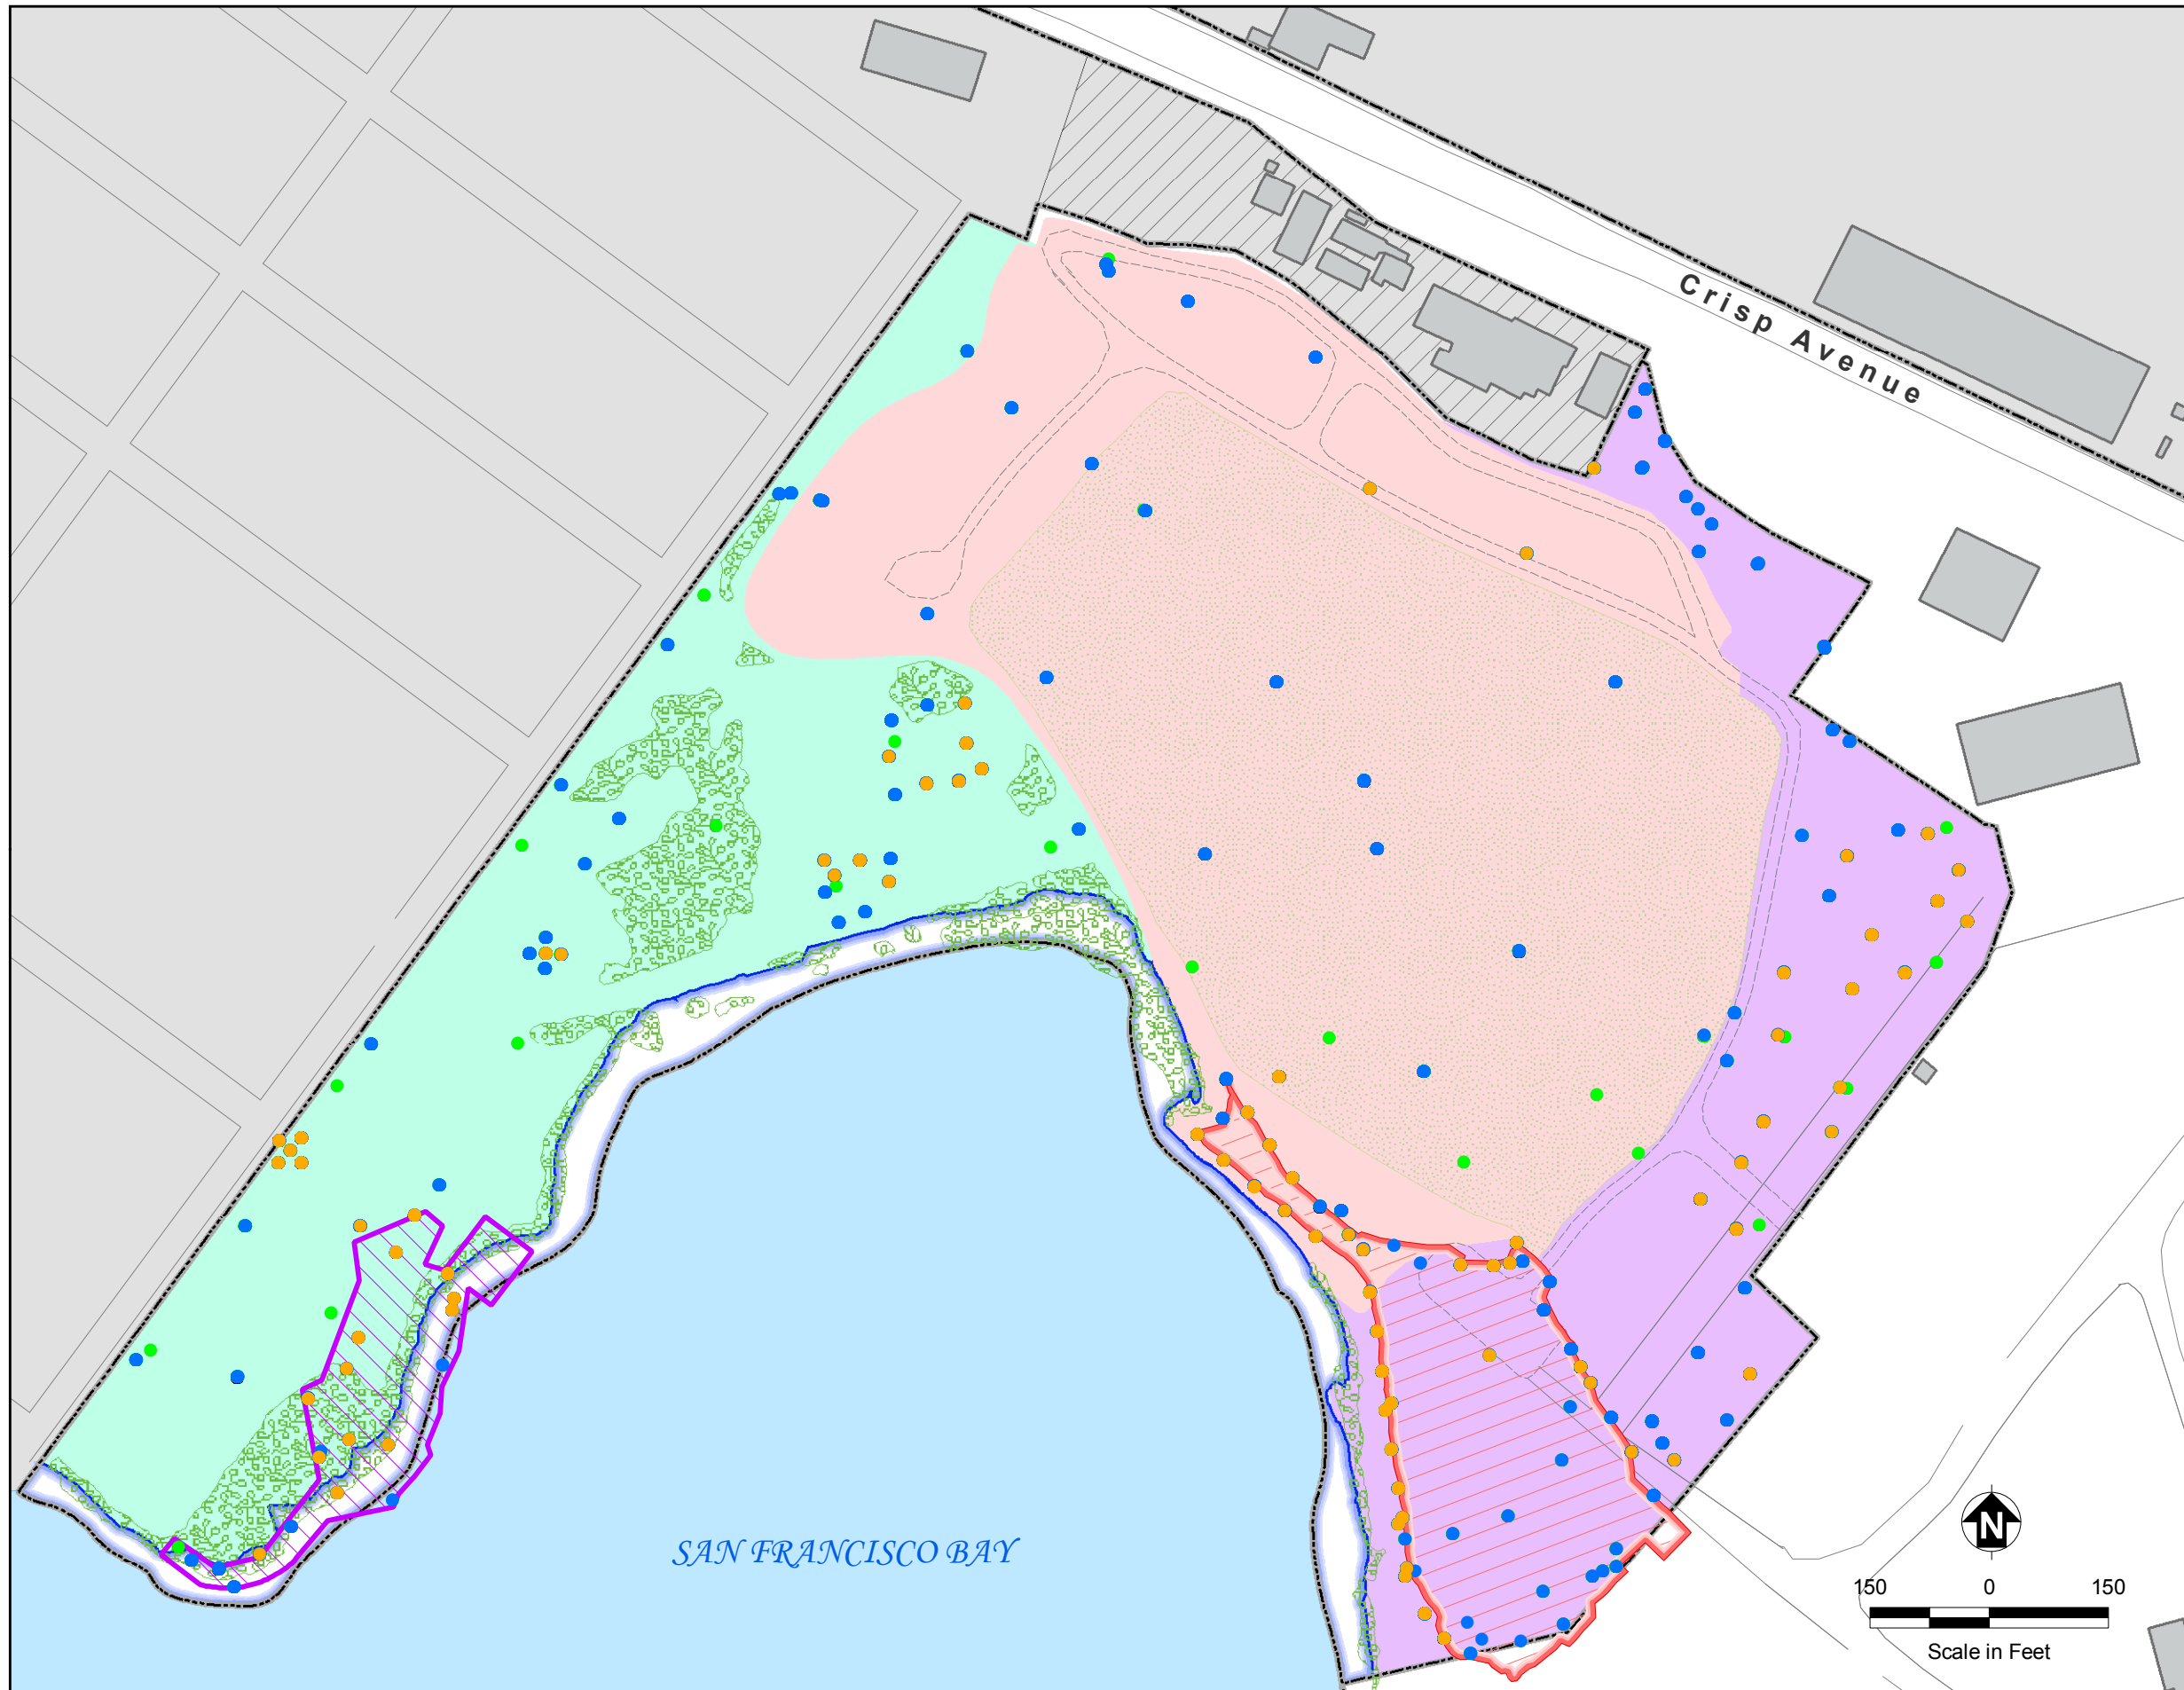 Crisp Avenue
SAN FRANCISCO BAY
N
150 0 150
Scale in Feet